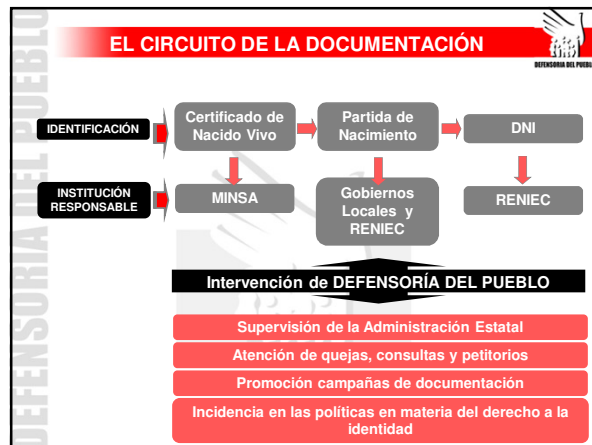 EL CIRCUITO DE LA DOCUMENTACIÓN
DEFENSORIA DEL PUEBLO
DEFENSORIA DEL PUEBLO
IDENTIFICACIÓN
Certificado de
Nacido Vivo
Partida de
Nacimiento
DNI
INSTITUCIÓN
RESPONSABLE
MINSA
Gobiernos
Locales y
RENIEC
RENIEC
Intervención de DEFENSORÍA DEL PUEBLO
Supervisión de la Administración Estatal
Atención de quejas, consultas y petitorios
Promoción campañas de documentación
Incidencia en las políticas en materia del derecho a la
identidad